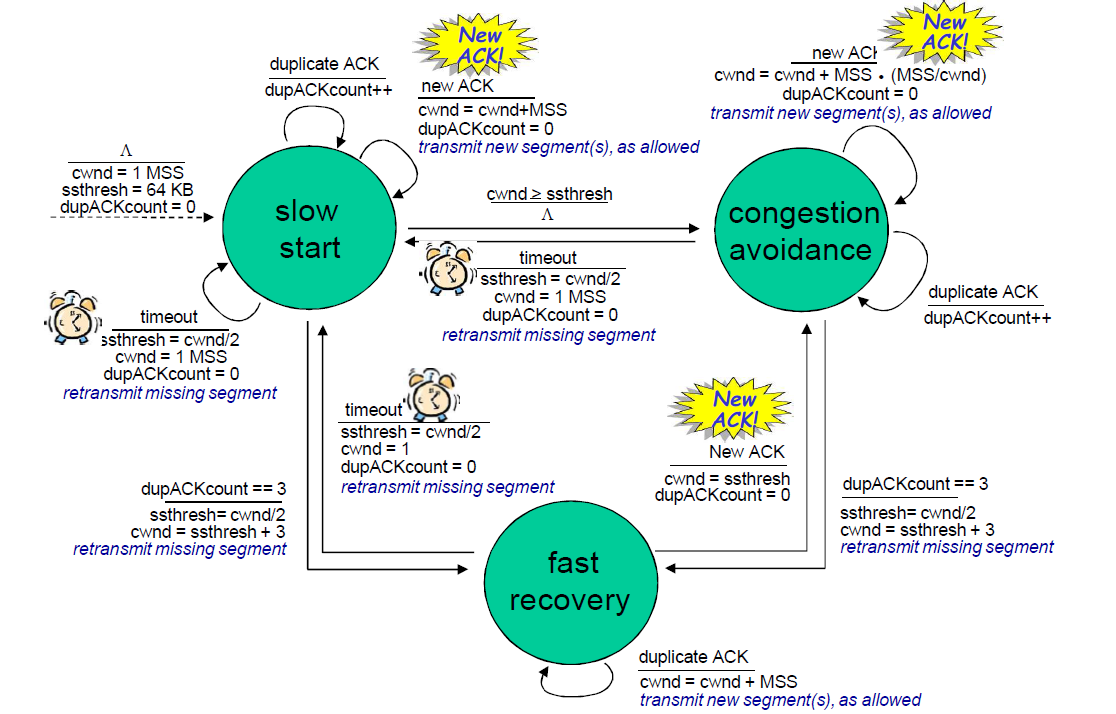 New
ACK!
duplicate ACK
dupACKcount++
new ACK
cwnd = cwnd+MSS
dupACKcount = 0
transmit new segment(s), as allowed
New
ACK!
new ACK
cwnd = cwnd + MSS • (MSS/cwnd)
dupACKcount = 0
transmit new segment(s), as allowed
Λ
cwnd = 1 MSS
ssthresh = 64 KB
dupACKcount = 0
slow
start
cwnd ≥ ssthresh
Λ
congestion
avoidance
timeout
ssthresh = cwnd/2
cwnd = 1 MSS
dupACKcount = 0
retransmit missing segment
duplicate ACK
dupACKcount++
timeout
ssthresh = cwnd/2
cwnd = 1 MSS
dupACKcount = 0
retransmit missing segment
timeout
ssthresh = cwnd/2
cwnd = 1
dupACKcount = 0
retransmit missing segment
New
ACK!
New ACK
cwnd = ssthresh
dupACKcount = 0
dupACKcount == 3
ssthresh= cwnd/2
cwnd = ssthresh + 3
retransmit missing segment
dupACKcount == 3
ssthresh= cwnd/2
cwnd = ssthresh + 3
retransmit missing segment
fast
recovery
duplicate ACK
cwnd = cwnd + MSS
transmit new segment(s), as allowed